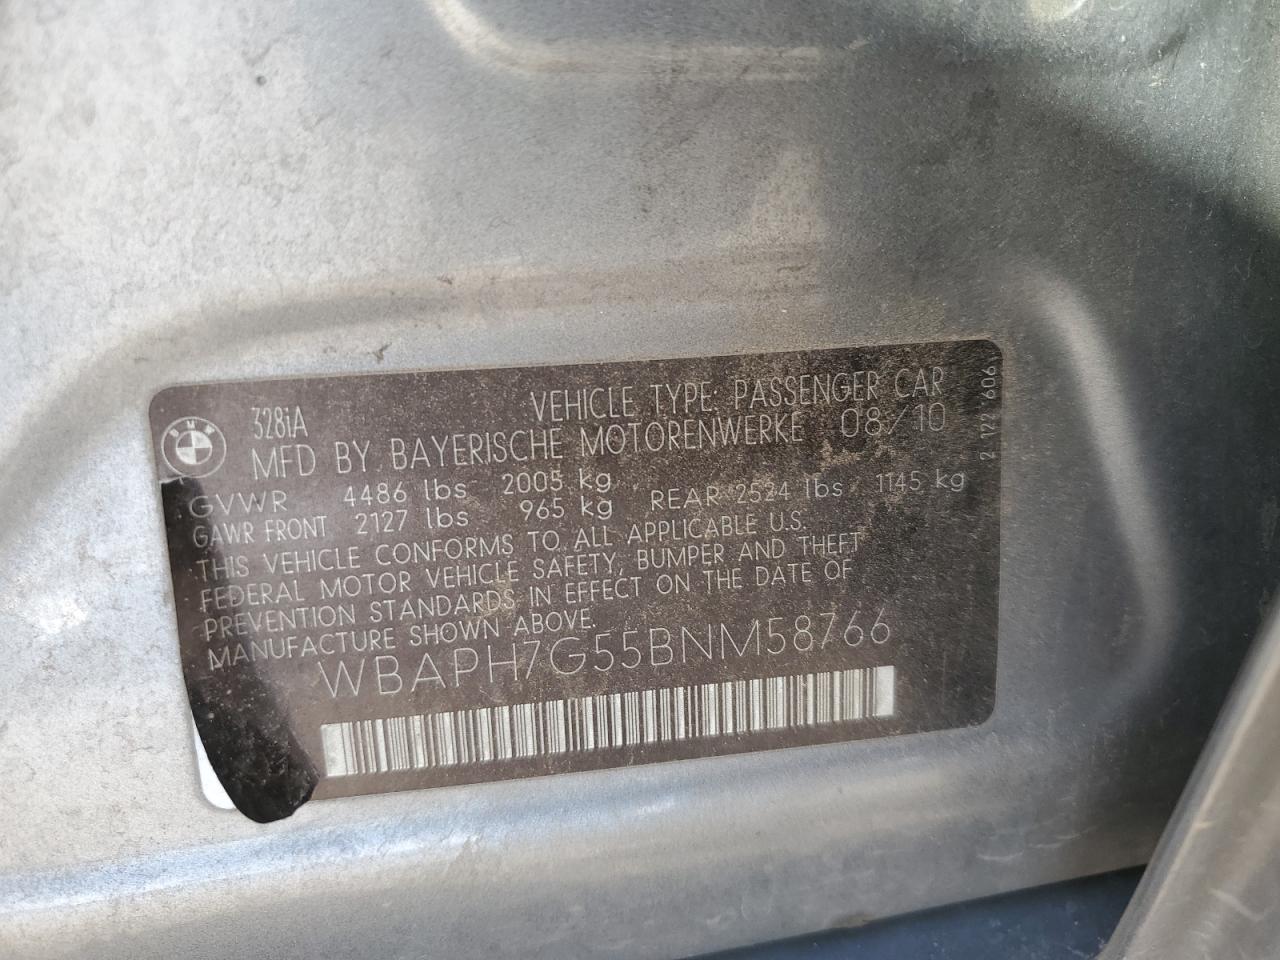 BMW
328iA VEHICLE TYPE: PASSENGER CAR
MFD BY BAYERISCHE MOTORENWERKE 08/10
GVWR 4486 lbs 2005 kg
GAWR FRONT 2127 lbs 965 kg REAR 2524 lbs 1145 kg
THIS VEHICLE CONFORMS TO ALL APPLICABLE U.S.
FEDERAL MOTOR VEHICLE SAFETY, BUMPER AND THEFT
PREVENTION STANDARDS IN EFFECT ON THE DATE OF
MANUFACTURE SHOWN ABOVE.
WBAPH7G55BNM58766
2 122 606